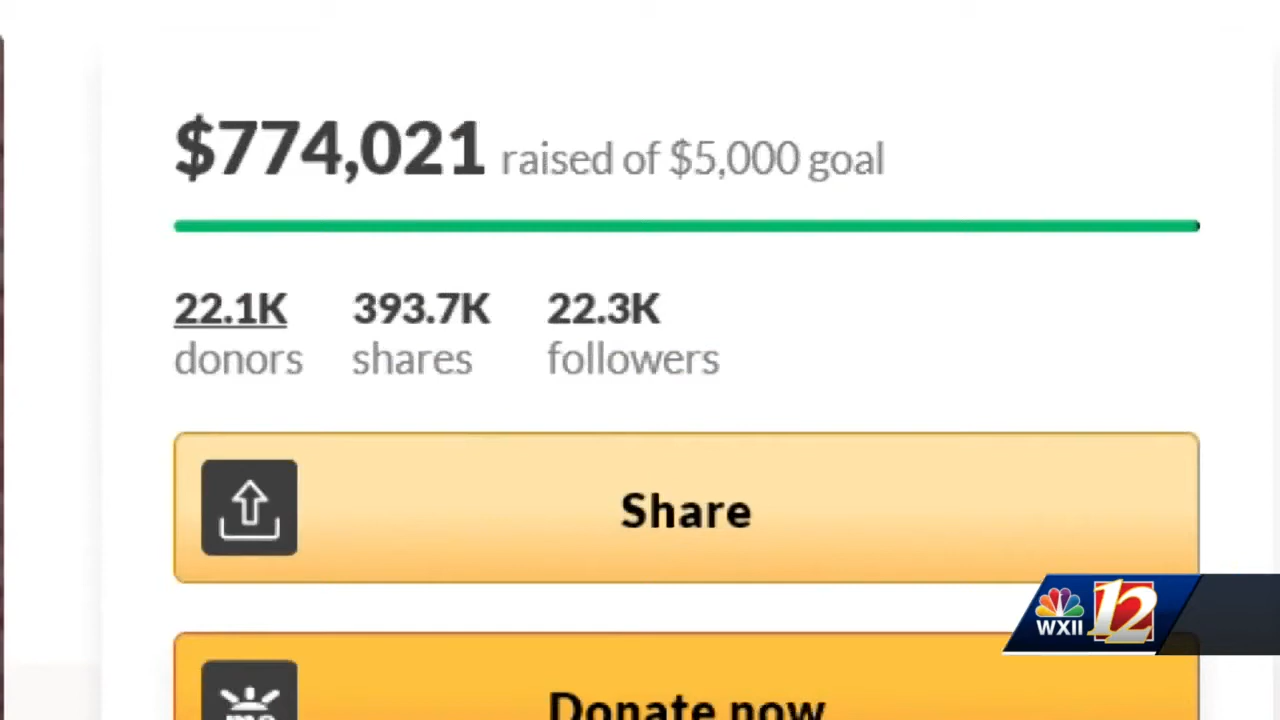 $774,021 raised of $5,000 goal
22.1K 393.7K 22.3K
donors shares followers
Share
WXII 12
Donate now